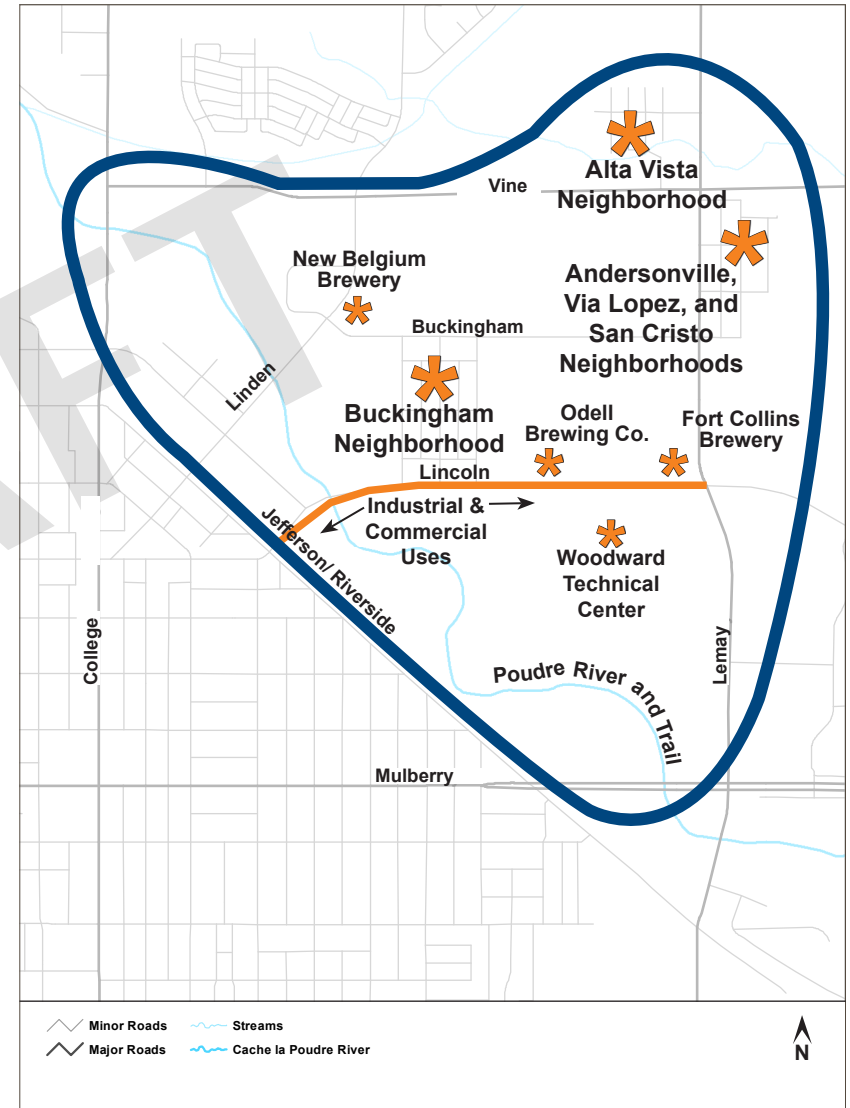 Alta Vista
Neighborhood
Vine
New Belgium
Brewery
Andersonville,
Via Lopez, and
San Cristo
Neighborhoods
Buckingham
Linden
Buckingham
Neighborhood
Odell
Brewing Co.
Fort Collins
Brewery
Lincoln
Industrial &
Commercial
Uses
Jefferson/ Riverside
Woodward
Technical
Center
College
Lemay
Poudre River and Trail
Mulberry
Minor Roads
Streams
Major Roads
Cache la Poudre River
N